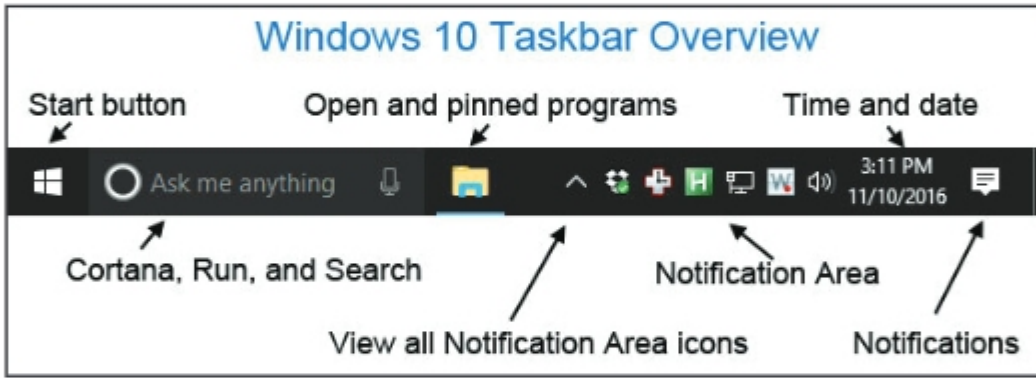 Windows 10 Taskbar Overview
Start button
Open and pinned programs
Time and date
Ask me anything
H
W
3:11 PM
11/10/2016
Cortana, Run, and Search
Notification Area
View all Notification Area icons
Notifications